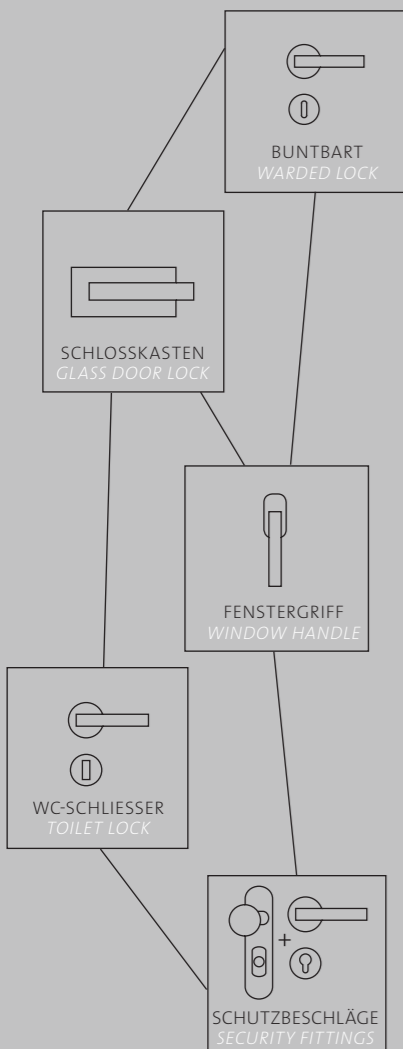 BUNTBART
WARDED LOCK
SCHLOSSKASTEN
GLASS DOOR LOCK
FENSTERGRIFF
WINDOW HANDLE
WC-SCHLIESSER
TOILET LOCK
+
SCHUTZBESCHLÄGE
SECURITY FITTINGS